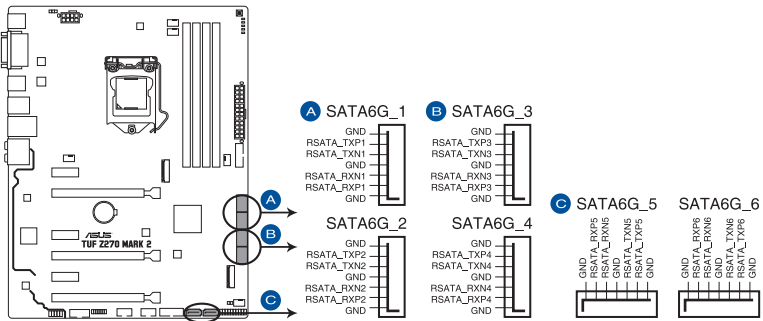 A SATA6G_1
GND
RSATA_TXP1
RSATA_TXN1
GND
RSATA_RXN1
RSATA_RXP1
GND
B SATA6G_3
GND
RSATA_TXP3
RSATA_TXN3
GND
RSATA_RXN3
RSATA_RXP3
GND
SATA6G_2
GND
RSATA_TXP2
RSATA_TXN2
GND
RSATA_RXN2
RSATA_RXP2
GND
SATA6G_4
GND
RSATA_TXP4
RSATA_TXN4
GND
RSATA_RXN4
RSATA_RXP4
GND
C SATA6G_5
GND
RSATA_RXP5
RSATA_RXN5
GND
RSATA_TXN5
RSATA_TXP5
GND
SATA6G_6
GND
RSATA_RXP6
RSATA_RXN6
GND
RSATA_TXN6
RSATA_TXP6
GND
A
B
C
ASUS
TUF Z270 MARK 2